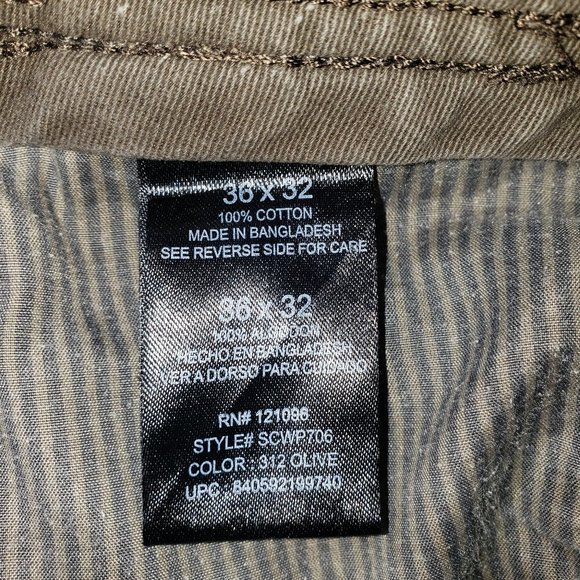 36 x 32
100% COTTON
MADE IN BANGLADESH
SEE REVERSE SIDE FOR CARE
36 x 32
100% ALGODON
HECHO EN BANGLADESH
VER A DORSO PARA CUIDADO
RN# 121096
STYLE# SCWP706
COLOR : 312 OLIVE
UPC : 840592199740